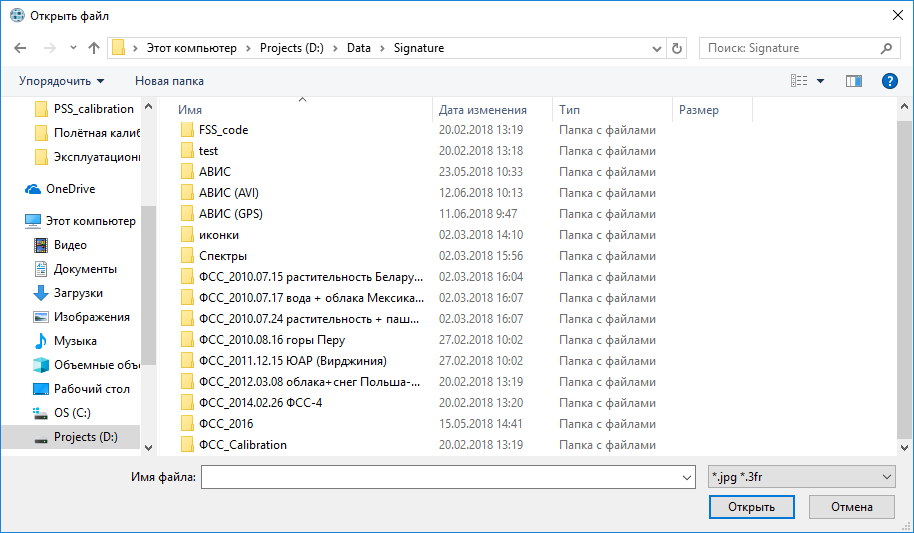 Открыть файл
Этот компьютер > Projects (D:) > Data > Signature
Поиск: Signature
Упорядочить
Новая папка
?
PSS_calibration
Полётная калиб
Эксплуатацион
OneDrive
Этот компьютер
Видео
Документы
Загрузки
Изображения
Музыка
Объемные объ
Рабочий стол
OS (C:)
Projects (D:)
Имя Дата изменения Тип Размер
FSS_code 20.02.2018 13:19 Папка с файлами
test 20.02.2018 13:18 Папка с файлами
АВИС 23.05.2018 10:33 Папка с файлами
АВИС (AVI) 12.06.2018 10:13 Папка с файлами
АВИС (GPS) 11.06.2018 9:47 Папка с файлами
иконки 02.03.2018 14:10 Папка с файлами
Спектры 02.03.2018 15:56 Папка с файлами
ФСС_2010.07.15 растительность Белару... 02.03.2018 16:04 Папка с файлами
ФСС_2010.07.17 вода + облака Мексика... 02.03.2018 16:07 Папка с файлами
ФСС_2010.07.24 растительность + паш... 02.03.2018 16:07 Папка с файлами
ФСС_2010.08.16 горы Перу 27.02.2018 10:02 Папка с файлами
ФСС_2011.12.15 ЮАР (Вирджиния) 27.02.2018 10:02 Папка с файлами
ФСС_2012.03.08 облака+снег Польша-... 20.02.2018 13:19 Папка с файлами
ФСС_2014.02.26 ФСС-4 20.02.2018 13:20 Папка с файлами
ФСС_2016 15.05.2018 14:41 Папка с файлами
ФСС_Calibration 20.02.2018 13:19 Папка с файлами
Имя файла:
*.jpg *.3fr
Открыть
Отмена